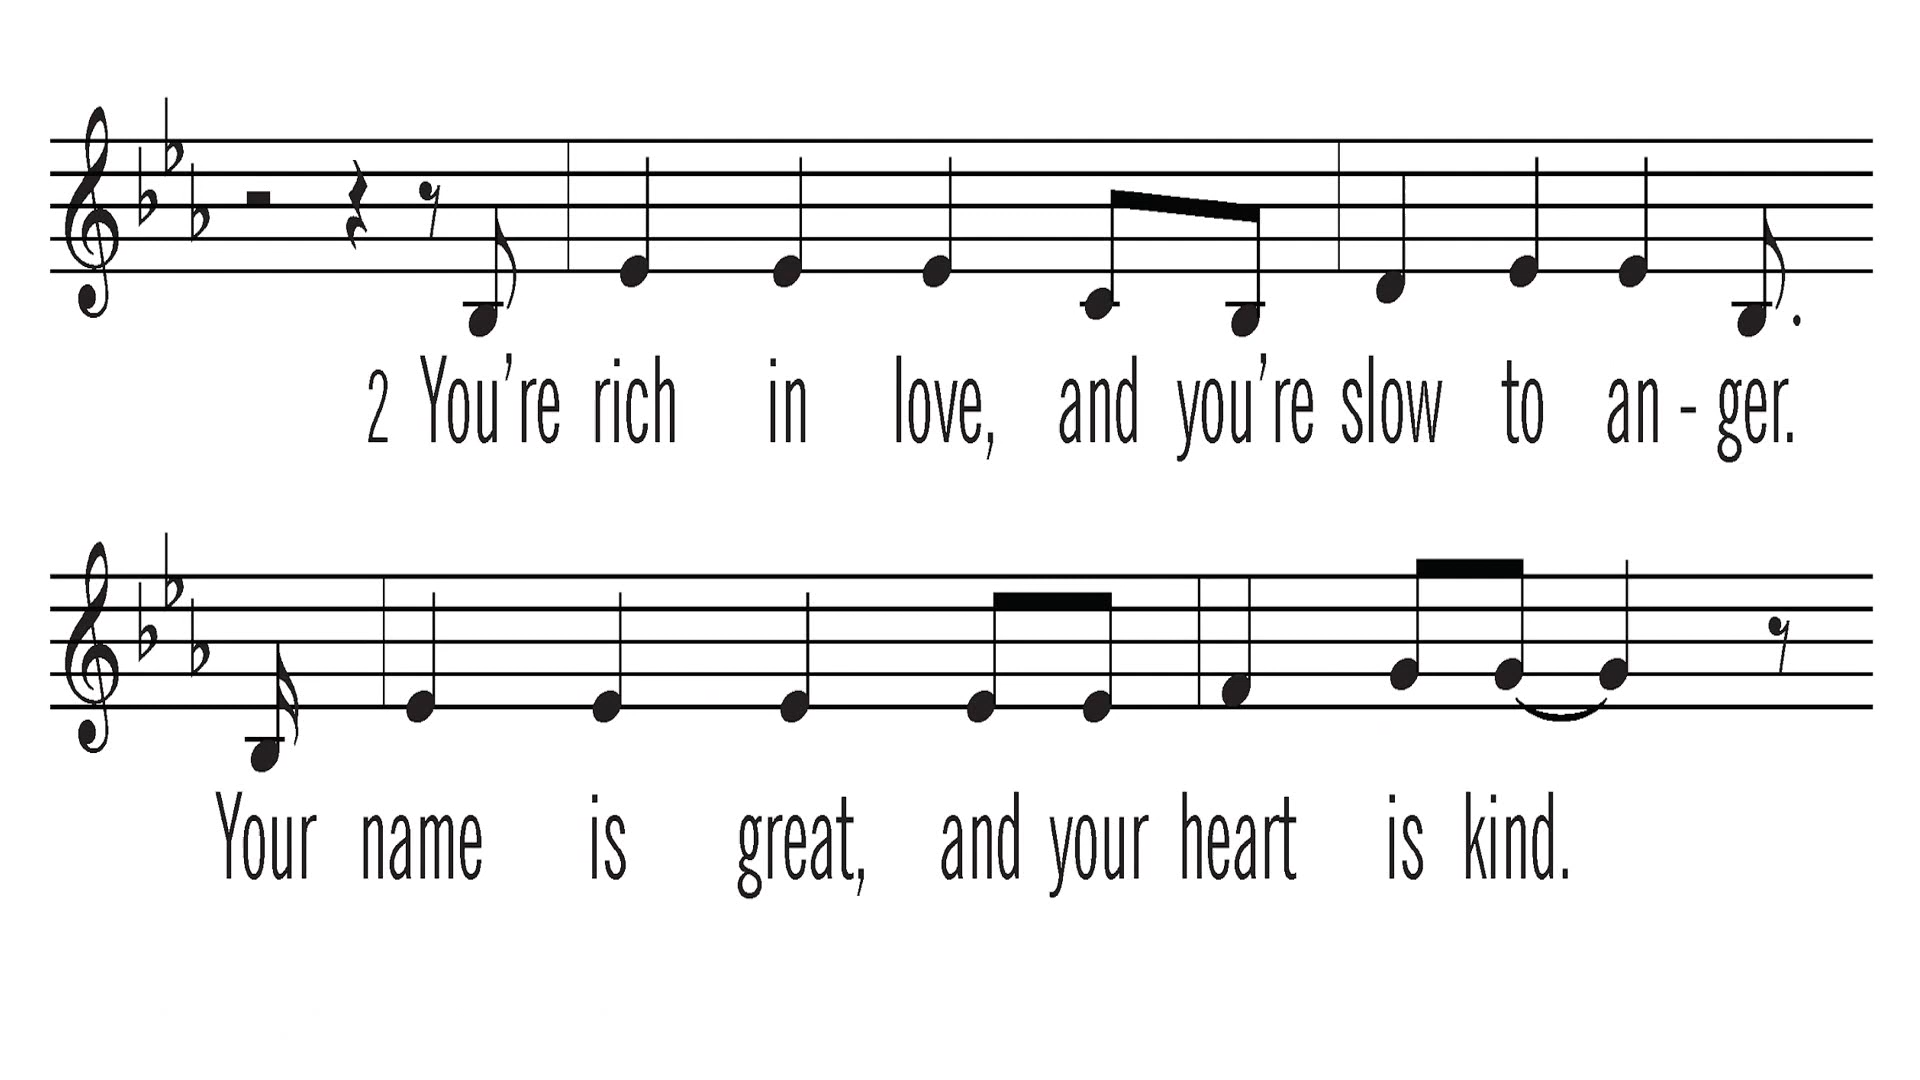 2 You're rich in love, and you're slow to an - ger.
Your name is great, and your heart is kind.